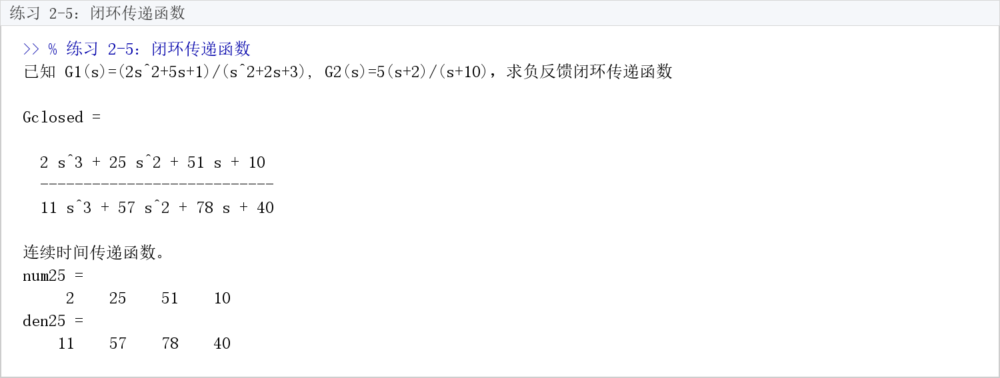 练习 2-5：闭环传递函数
>> % 练习 2-5：闭环传递函数
已知 G1(s)=(2s^2+5s+1)/(s^2+2s+3), G2(s)=5(s+2)/(s+10)，求负反馈闭环传递函数
Gclosed =
2 s^3 + 25 s^2 + 51 s + 10
---------------------------
11 s^3 + 57 s^2 + 78 s + 40
连续时间传递函数。
num25 =
2    25    51    10
den25 =
11    57    78    40